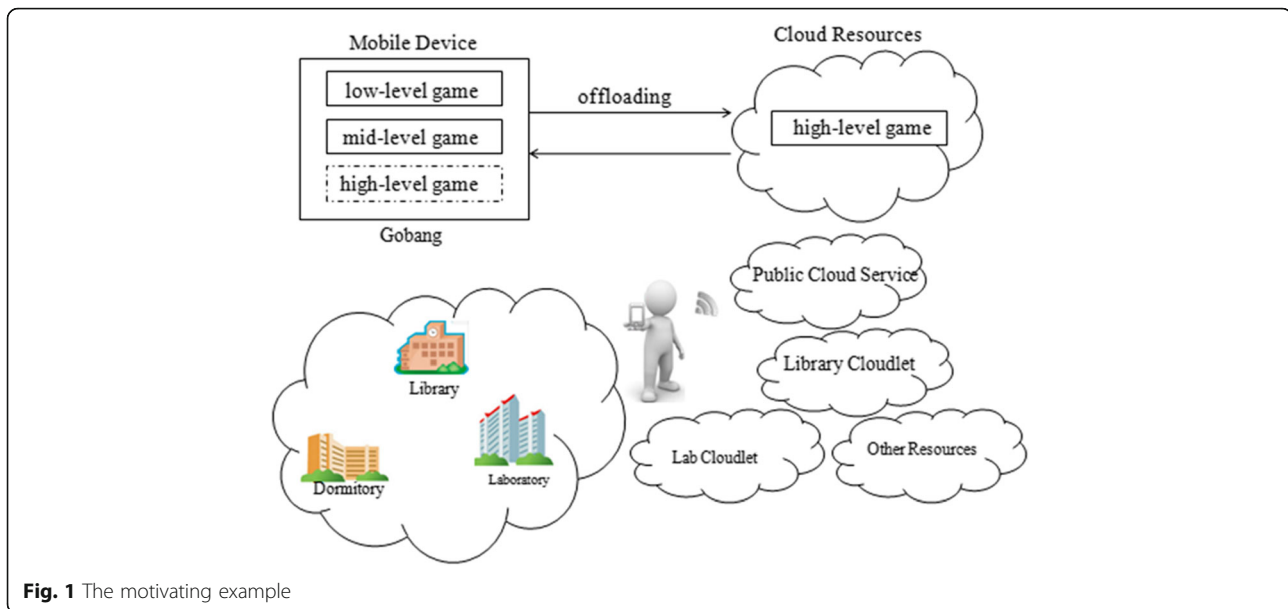 Mobile Device
low-level game
mid-level game
high-level game
Gobang
offloading
Cloud Resources
high-level game
Public Cloud Service
Library Cloudlet
Lab Cloudlet
Other Resources
Library
Dormitory
Laboratory
Fig. 1 The motivating example